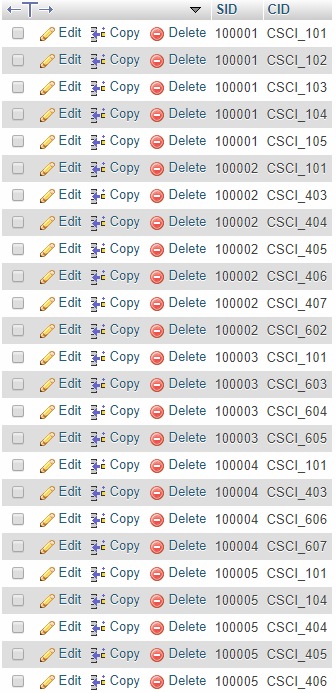 SID CID
Edit Copy Delete 100001 CSCI_101
Edit Copy Delete 100001 CSCI_102
Edit Copy Delete 100001 CSCI_103
Edit Copy Delete 100001 CSCI_104
Edit Copy Delete 100001 CSCI_105
Edit Copy Delete 100002 CSCI_101
Edit Copy Delete 100002 CSCI_403
Edit Copy Delete 100002 CSCI_404
Edit Copy Delete 100002 CSCI_405
Edit Copy Delete 100002 CSCI_406
Edit Copy Delete 100002 CSCI_407
Edit Copy Delete 100002 CSCI_602
Edit Copy Delete 100003 CSCI_101
Edit Copy Delete 100003 CSCI_603
Edit Copy Delete 100003 CSCI_604
Edit Copy Delete 100003 CSCI_605
Edit Copy Delete 100004 CSCI_101
Edit Copy Delete 100004 CSCI_403
Edit Copy Delete 100004 CSCI_606
Edit Copy Delete 100004 CSCI_607
Edit Copy Delete 100005 CSCI_101
Edit Copy Delete 100005 CSCI_104
Edit Copy Delete 100005 CSCI_404
Edit Copy Delete 100005 CSCI_405
Edit Copy Delete 100005 CSCI_406